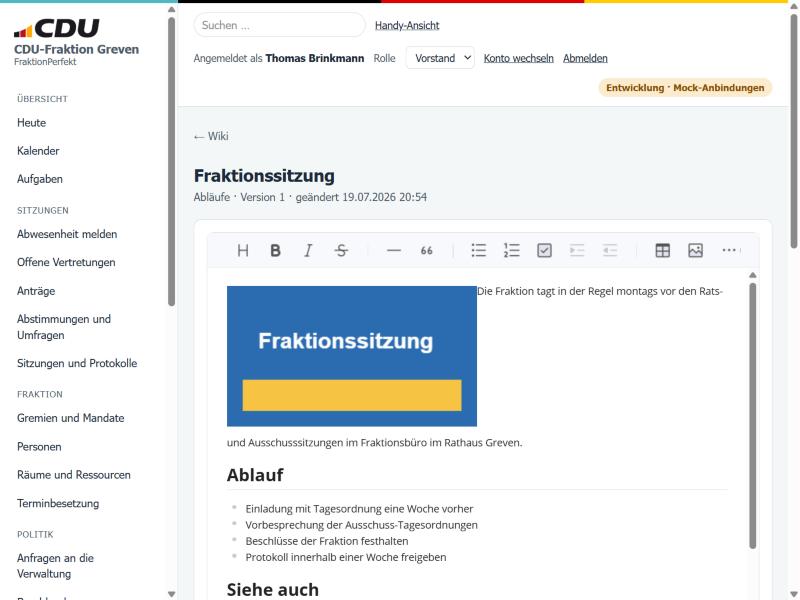 CDU
CDU-Fraktion Greven
FraktionPerfekt
ÜBERSICHT
Heute
Kalender
Aufgaben
SITZUNGEN
Abwesenheit melden
Offene Vertretungen
Anträge
Abstimmungen und
Umfragen
Sitzungen und Protokolle
FRAKTION
Gremien und Mandate
Personen
Räume und Ressourcen
Terminbesetzung
POLITIK
Anfragen an die
Verwaltung
Suchen ...
Handy-Ansicht
Angemeldet als Thomas Brinkmann Rolle Vorstand Konto wechseln Abmelden
Entwicklung · Mock-Anbindungen
← Wiki
Fraktionssitzung
Abläufe · Version 1 · geändert 19.07.2026 20:54
H B I S — 66
Die Fraktion tagt in der Regel montags vor den Rats-
Fraktionssitzung
und Ausschusssitzungen im Fraktionsbüro im Rathaus Greven.
Ablauf
Einladung mit Tagesordnung eine Woche vorher
Vorbesprechung der Ausschuss-Tagesordnungen
Beschlüsse der Fraktion festhalten
Protokoll innerhalb einer Woche freigeben
Siehe auch